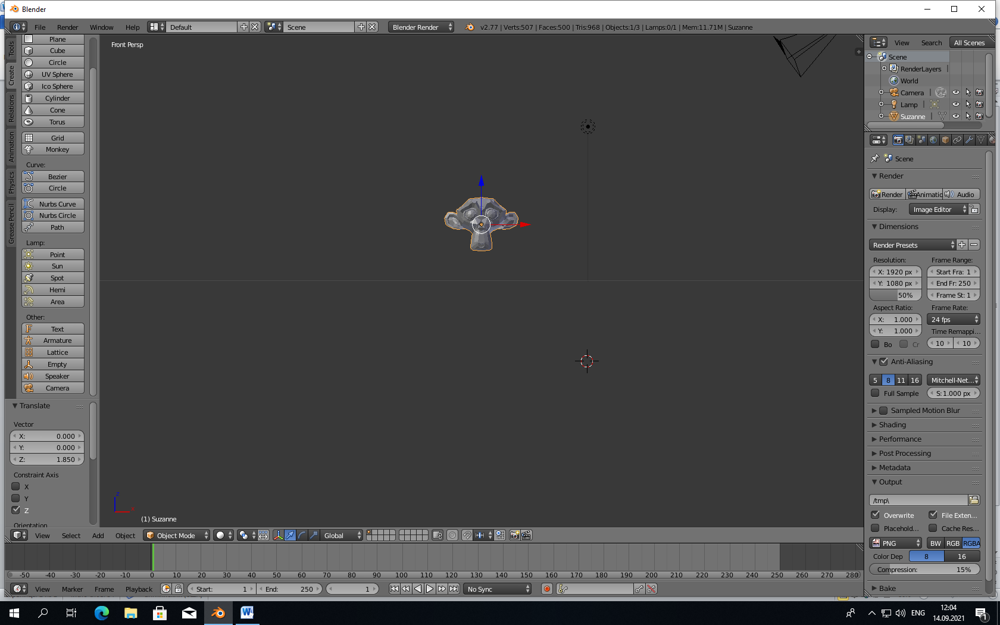 Blender
File Render Window Help Default Scene Blender Render v2.77 | Verts:507 | Faces:500 | Tris:968 | Objects:1/3 | Lamps:0/1 | Mem:11.71M | Suzanne
Tools
Create
Relations
Animation
Physics
Grease Pencil
Plane
Cube
Circle
UV Sphere
Ico Sphere
Cylinder
Cone
Torus
Grid
Monkey
Curve:
Bezier
Circle
Nurbs Curve
Nurbs Circle
Path
Lamp:
Point
Sun
Spot
Hemi
Area
Other:
Text
Armature
Lattice
Empty
Speaker
Camera
Translate
Vector
X: 0.000
Y: 0.000
Z: 1.850
Constraint Axis
X
Y
Z
Orientation
Front Persp
z
x
(1) Suzanne
View Search All Scenes
Scene
RenderLayers
World
Camera
Lamp
Suzanne
Scene
Render
Render Animatic Audio
Display: Image Editor
Dimensions
Render Presets
Resolution: Frame Range:
X: 1920 px Start Fra: 1
Y: 1080 px End Fr: 250
50% Frame St: 1
Aspect Ratio: Frame Rate:
X: 1.000 24 fps
Y: 1.000 Time Remappi...
Bo Cr 10 10
Anti-Aliasing
5 8 11 16 Mitchell-Net...
Full Sample S: 1.000 px
Sampled Motion Blur
Shading
Performance
Post Processing
Metadata
Output
/tmp\
Overwrite File Exten...
Placehold... Cache Res...
PNG BW RGB RGBA
Color Dep 8 16
Compression: 15%
Bake
View Select Add Object Object Mode Global
-50 -40 -30 -20 -10 0 10 20 30 40 50 60 70 80 90 100 110 120 130 140 150 160 170 180 190 200 210 220 230 240 250 260 270 280
View Marker Frame Playback Start: 1 End: 250 1 No Sync
ENG 12:04
14.09.2021
1